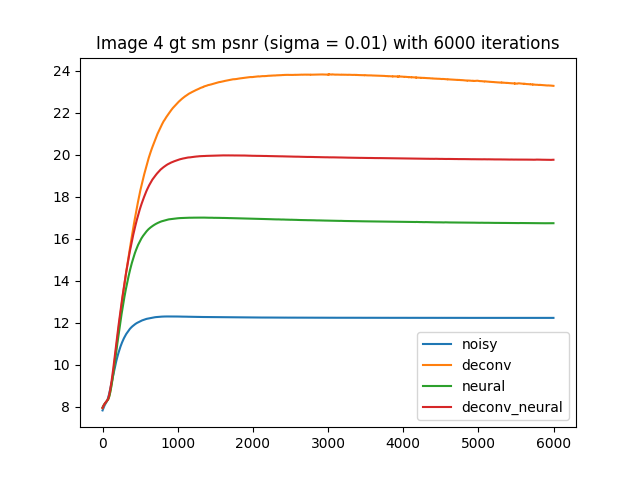 Image 4 gt sm psnr (sigma = 0.01) with 6000 iterations
24
22
20
18
16
14
12
10
8
noisy
deconv
neural
deconv_neural
0 1000 2000 3000 4000 5000 6000